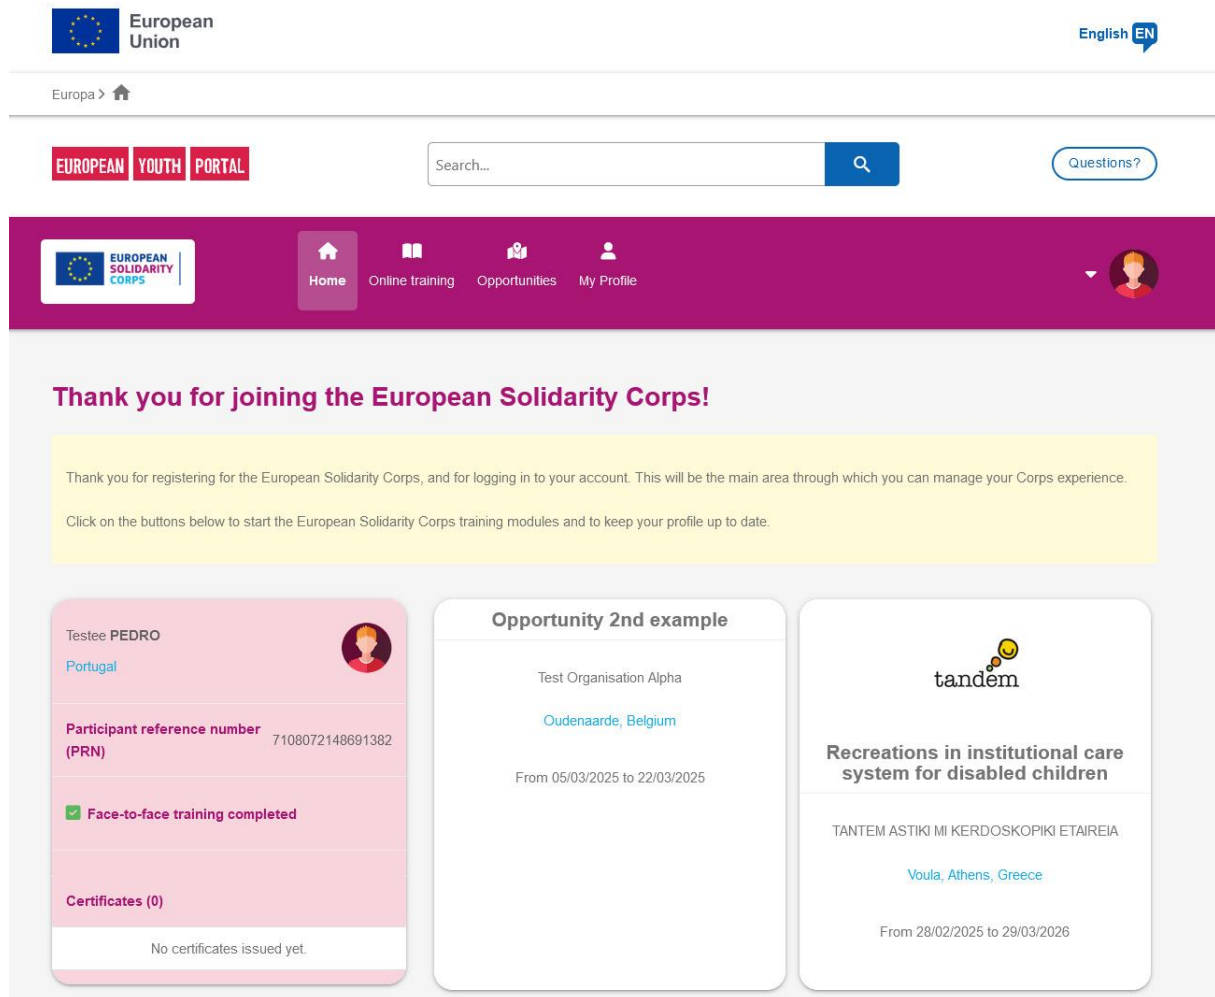 European
Union
English EN
Europa >
EUROPEAN YOUTH PORTAL
Search...
Questions?
EUROPEAN
SOLIDARITY
CORPS
Home
Online training
Opportunities
My Profile
Thank you for joining the European Solidarity Corps!
Thank you for registering for the European Solidarity Corps, and for logging in to your account. This will be the main area through which you can manage your Corps experience.
Click on the buttons below to start the European Solidarity Corps training modules and to keep your profile up to date.
Testee PEDRO
Portugal
Participant reference number
(PRN)
7108072148691382
Face-to-face training completed
Certificates (0)
No certificates issued yet.
Opportunity 2nd example
Test Organisation Alpha
Oudenaarde, Belgium
From 05/03/2025 to 22/03/2025
tandem
Recreations in institutional care
system for disabled children
TANTEM ASTIKI MI KERDOSKOPIKI ETAIREIA
Voula, Athens, Greece
From 28/02/2025 to 29/03/2026